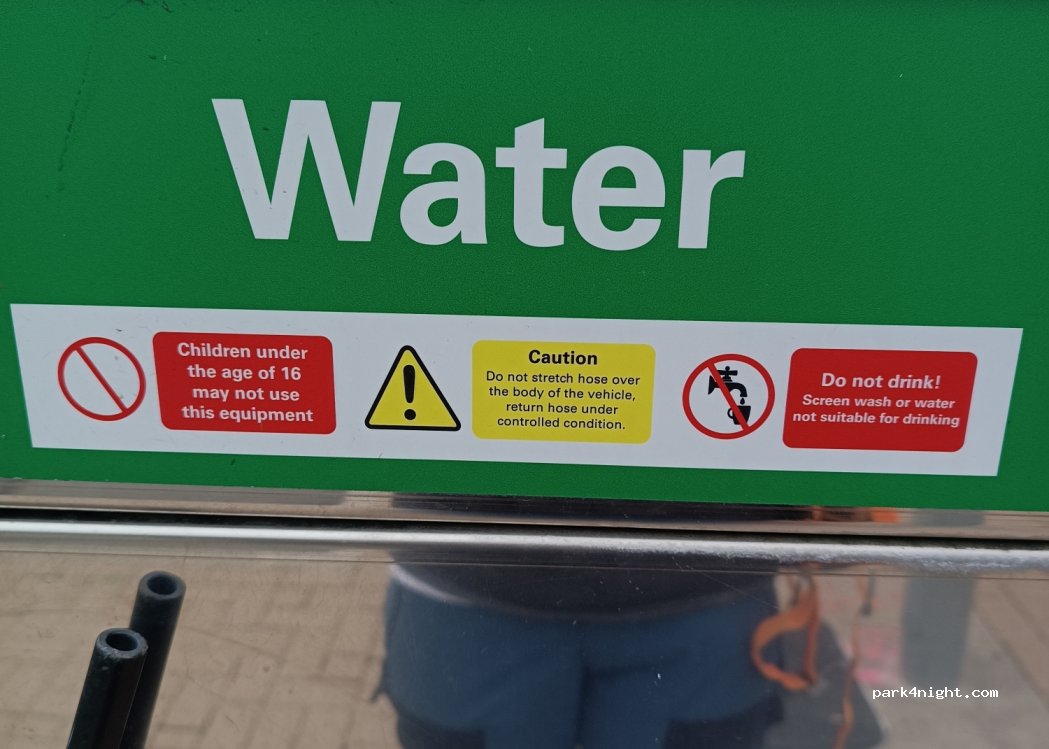 Water
Children under
the age of 16
may not use
this equipment
Caution
Do not stretch hose over
the body of the vehicle,
return hose under
controlled condition.
Do not drink!
Screen wash or water
not suitable for drinking
park4night.com